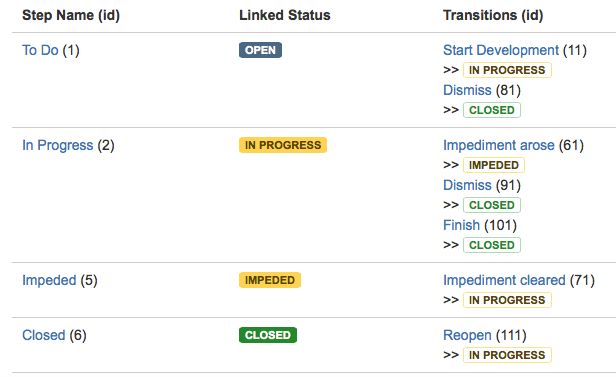 Step Name (id) Linked Status Transitions (id)
To Do (1) OPEN Start Development (11)
>> IN PROGRESS
Dismiss (81)
>> CLOSED
In Progress (2) IN PROGRESS Impediment arose (61)
>> IMPEDED
Dismiss (91)
>> CLOSED
Finish (101)
>> CLOSED
Impeded (5) IMPEDED Impediment cleared (71)
>> IN PROGRESS
Closed (6) CLOSED Reopen (111)
>> IN PROGRESS